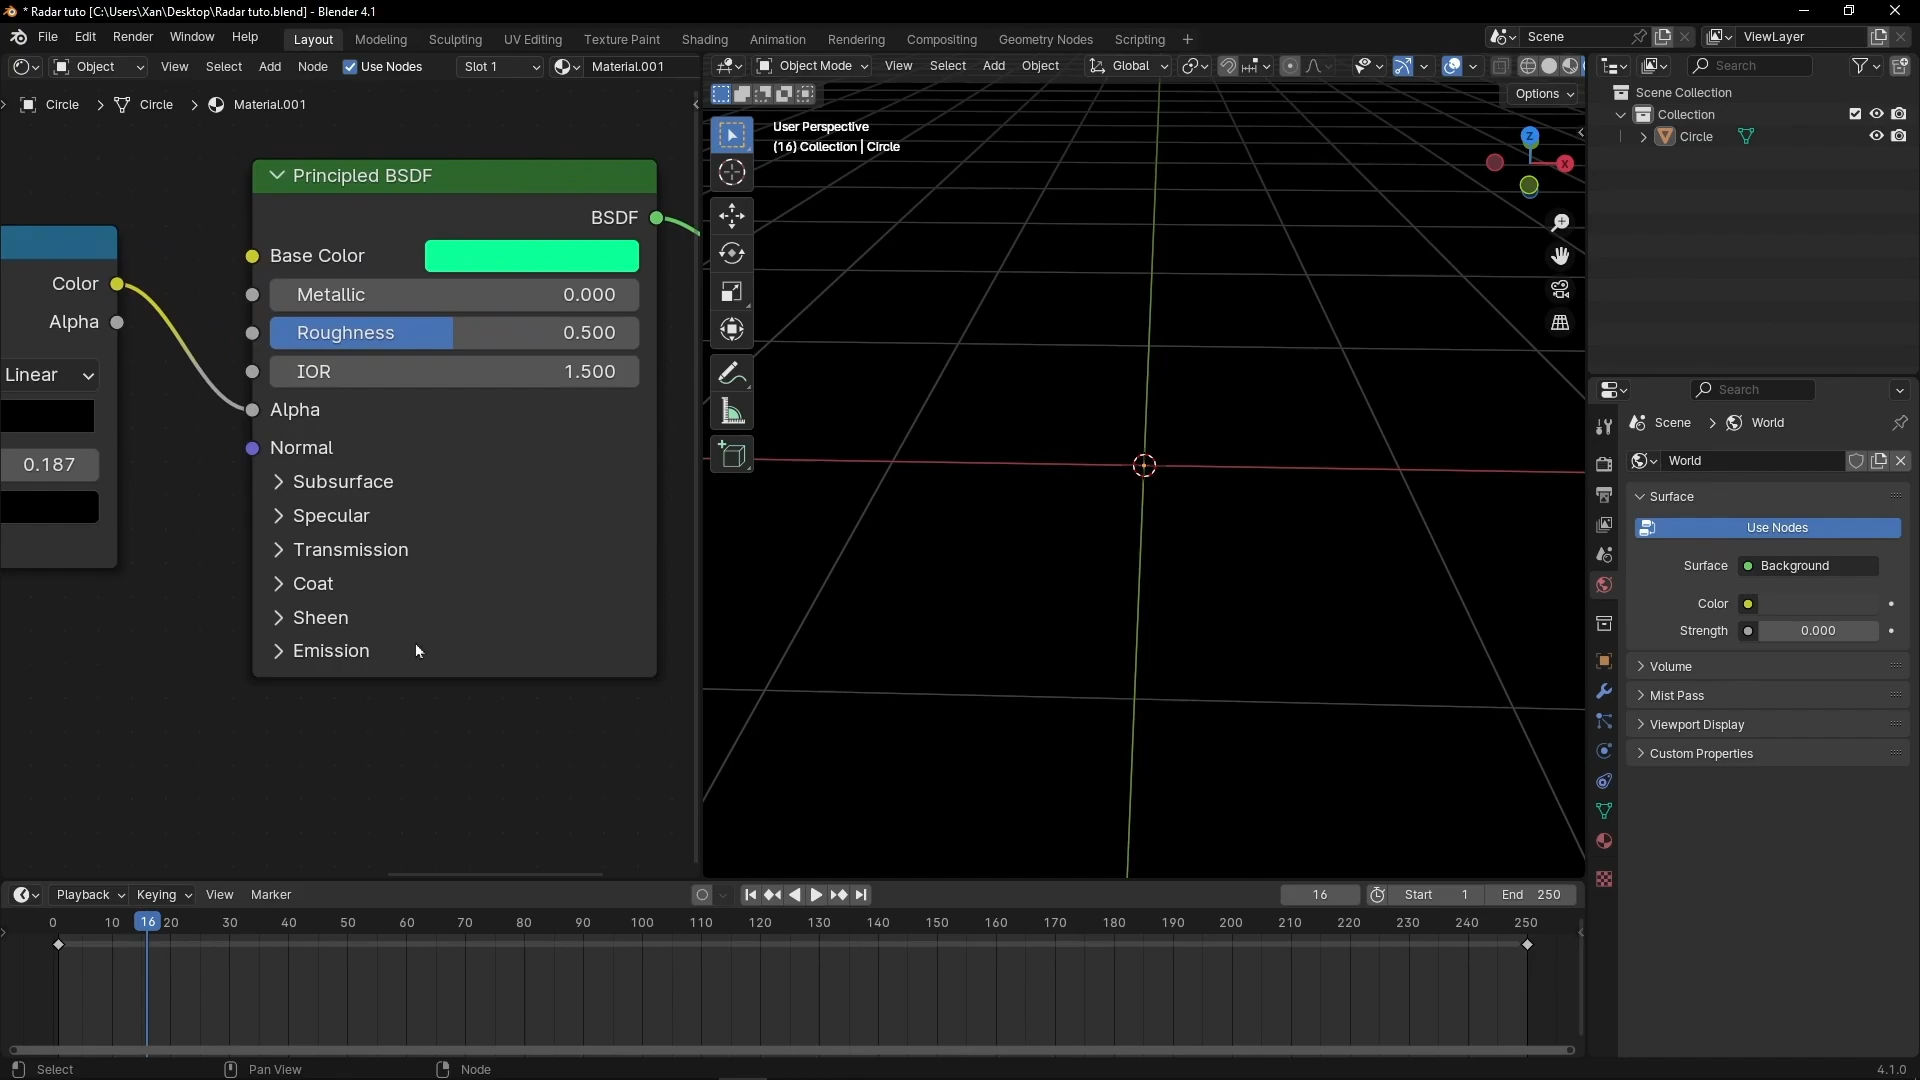 * Radar tuto [C:\Users\Xan\Desktop\Radar tuto.blend] - Blender 4.1
File Edit Render Window Help Layout Modeling Sculpting UV Editing Texture Paint Shading Animation Rendering Compositing Geometry Nodes Scripting + Scene ViewLayer
Object View Select Add Node Use Nodes Slot 1 Material.001
Object Mode View Select Add Object Global
Search
Circle > Circle > Material.001
Options
User Perspective
(16) Collection | Circle
Z
X
Scene Collection
Collection
Circle
Principled BSDF
BSDF
Base Color
Metallic 0.000
Roughness 0.500
IOR 1.500
Alpha
Normal
Subsurface
Specular
Transmission
Coat
Sheen
Emission
Color
Alpha
Linear
0.187
Search
Scene > World
World
Surface
Use Nodes
Surface Background
Color
Strength 0.000
Volume
Mist Pass
Viewport Display
Custom Properties
Playback Keying View Marker 16 Start 1 End 250
0 10 16 20 30 40 50 60 70 80 90 100 110 120 130 140 150 160 170 180 190 200 210 220 230 240 250
Select Pan View Node 4.1.0